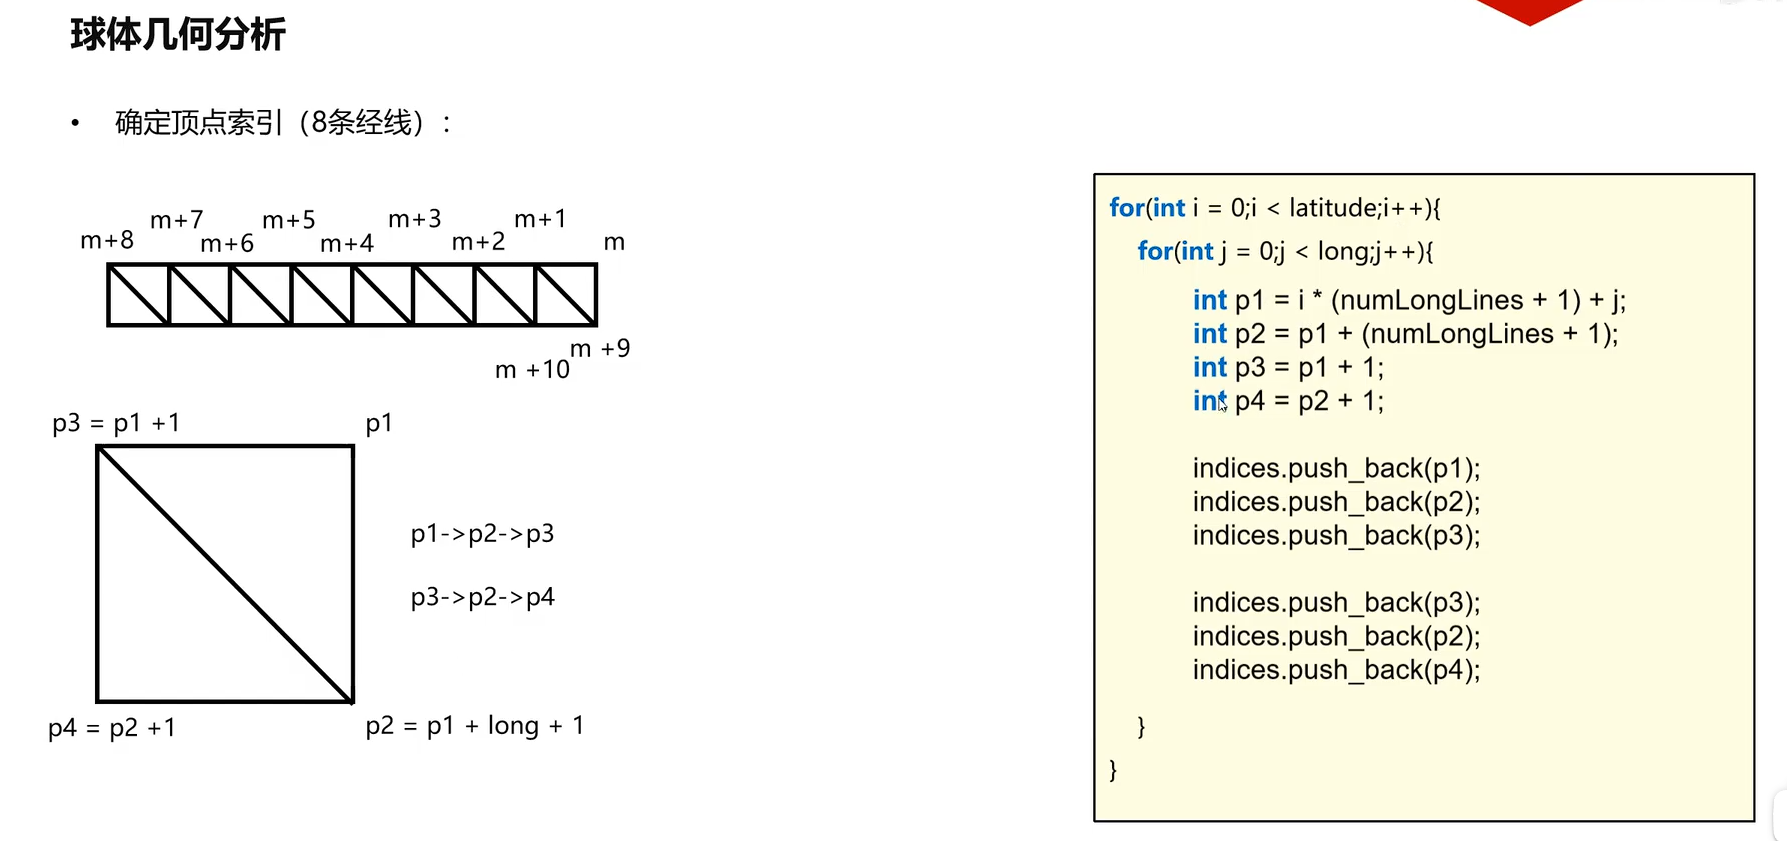 球体几何分析
• 确定顶点索引（8条经线）:
m+8 m+7 m+6 m+5 m+4 m+3 m+2 m+1 m
m +10 m +9
p3 = p1 +1 p1
p1->p2->p3
p3->p2->p4
p4 = p2 +1 p2 = p1 + long + 1
for(int i = 0;i < latitude;i++){
for(int j = 0;j < long;j++){
int p1 = i * (numLongLines + 1) + j;
int p2 = p1 + (numLongLines + 1);
int p3 = p1 + 1;
int p4 = p2 + 1;
indices.push_back(p1);
indices.push_back(p2);
indices.push_back(p3);
indices.push_back(p3);
indices.push_back(p2);
indices.push_back(p4);
}
}